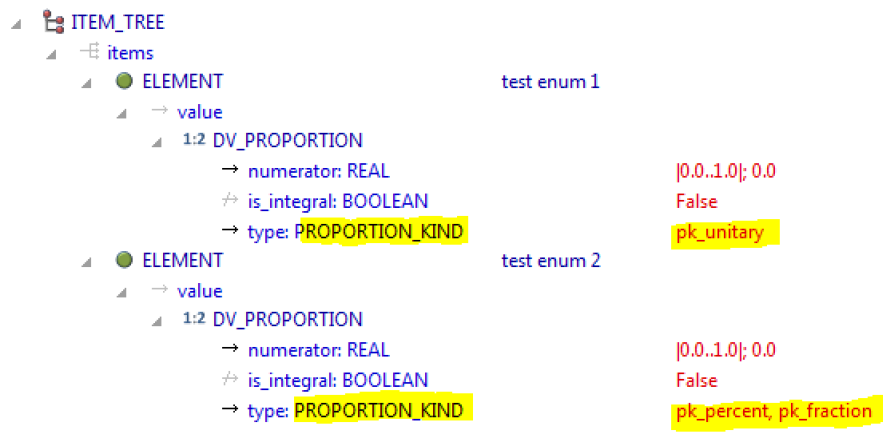 ITEM_TREE
items
ELEMENT test enum 1
value
1:2 DV_PROPORTION
numerator: REAL |0.0..1.0|; 0.0
is_integral: BOOLEAN False
type: PROPORTION_KIND pk_unitary
ELEMENT test enum 2
value
1:2 DV_PROPORTION
numerator: REAL |0.0..1.0|; 0.0
is_integral: BOOLEAN False
type: PROPORTION_KIND pk_percent, pk_fraction